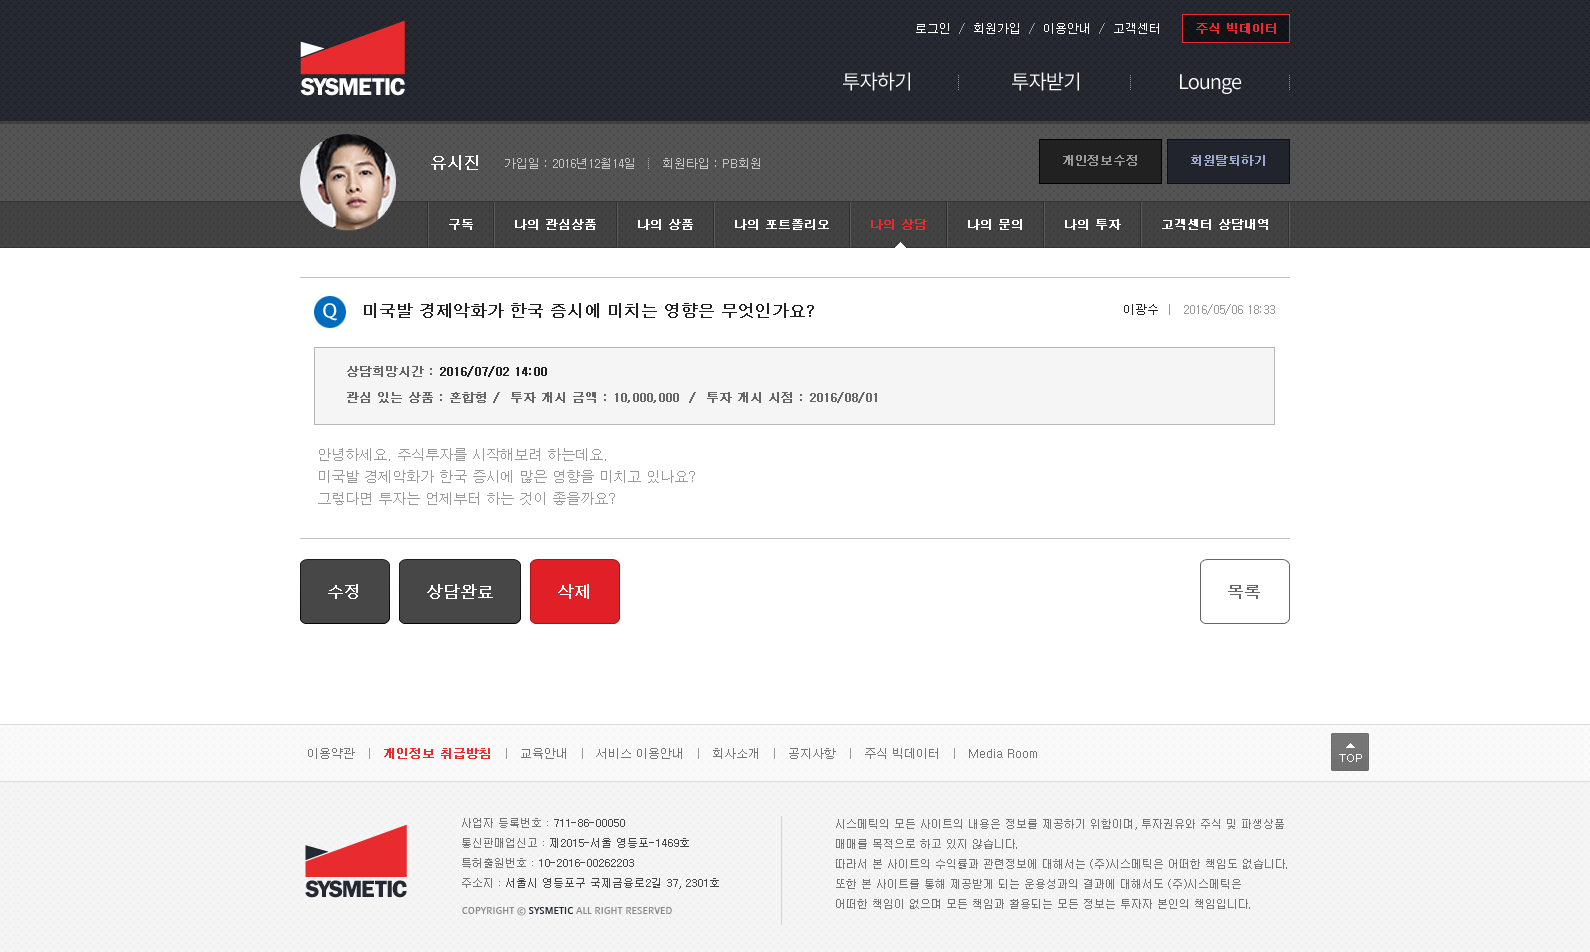 로그인 / 회원가입 / 이용안내 / 고객센터
주식 빅데이터
SYSMETIC
투자하기
투자받기
Lounge
유시진
가입일 : 2016년12월14일
회원타입 : PB회원
개인정보수정
회원탈퇴하기
구독
나의 관심상품
나의 상품
나의 포트폴리오
나의 상담
나의 문의
나의 투자
고객센터 상담내역
Q 미국발 경제악화가 한국 증시에 미치는 영향은 무엇인가요?
이광수 | 2016/05/06 18:33
상담희망시간 : 2016/07/02 14:00
관심 있는 상품 : 혼합형 / 투자 개시 금액 : 10,000,000 / 투자 개시 시점 : 2016/08/01
안녕하세요. 주식투자를 시작해보려 하는데요.
미국발 경제악화가 한국 증시에 많은 영향을 미치고 있나요?
그렇다면 투자는 언제부터 하는 것이 좋을까요?
수정
상담완료
삭제
목록
이용약관 | 개인정보 취급방침 | 교육안내 | 서비스 이용안내 | 회사소개 | 공지사항 | 주식 빅데이터 | Media Room
TOP
SYSMETIC
사업자 등록번호 : 711-86-00050
통신판매업신고 : 제2015-서울 영등포-1469호
특허출원번호 : 10-2016-00262203
주소지 : 서울시 영등포구 국제금융로2길 37, 2301호
COPYRIGHT © SYSMETIC ALL RIGHT RESERVED
시스메틱의 모든 사이트의 내용은 정보를 제공하기 위함이며, 투자권유와 주식 및 파생상품
매매를 목적으로 하고 있지 않습니다.
따라서 본 사이트의 수익률과 관련정보에 대해서는 (주)시스메틱은 어떠한 책임도 없습니다.
또한 본 사이트를 통해 제공받게 되는 운용성과의 결과에 대해서도 (주)시스메틱은
어떠한 책임이 없으며 모든 책임과 활용되는 모든 정보는 투자자 본인의 책임입니다.